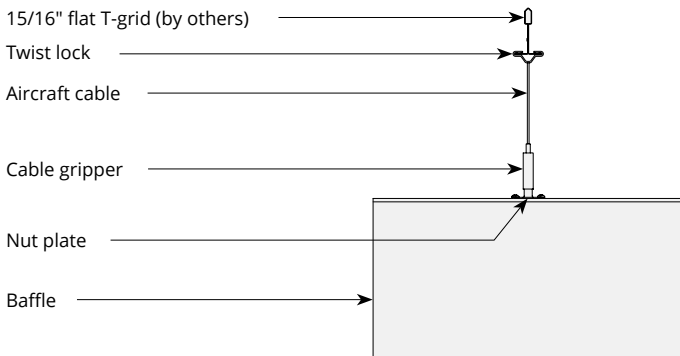 15/16" flat T-grid (by others)
Twist lock
Aircraft cable
Cable gripper
Nut plate
Baffle